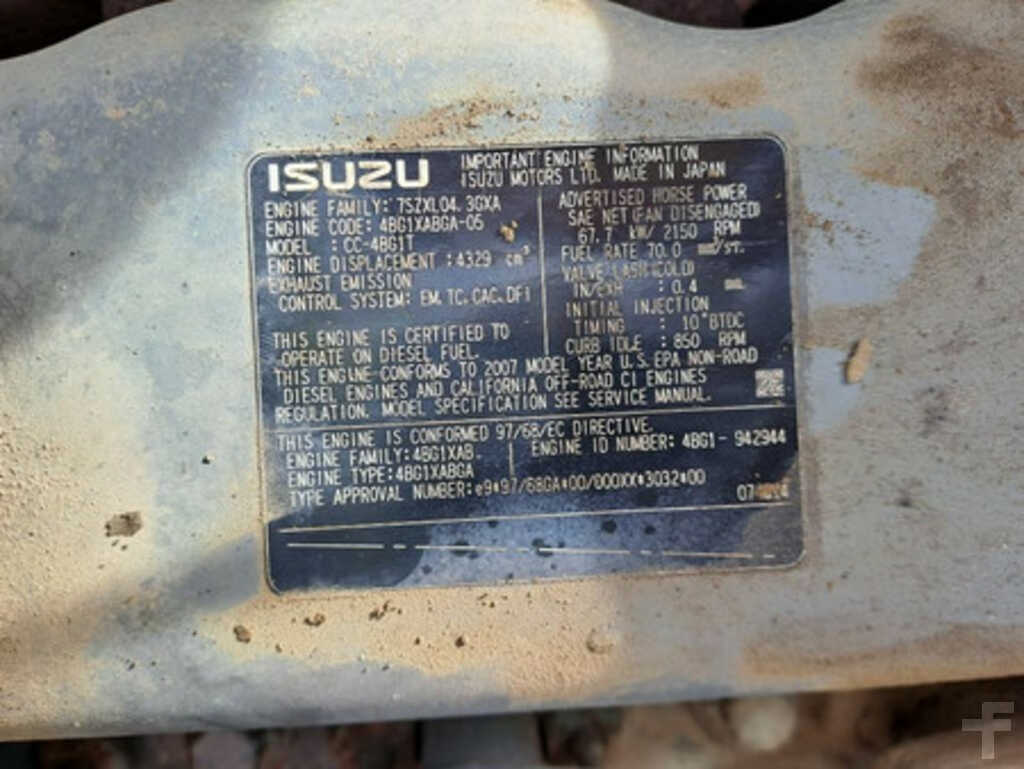 ISUZU
IMPORTANT ENGINE INFORMATION
ISUZU MOTORS LTD. MADE IN JAPAN
ENGINE FAMILY: 7SZXL04.3GXA
ENGINE CODE: 4BG1XABGA-05
MODEL : CC-4BG1T
ENGINE DISPLACEMENT :4329 cm³
EXHAUST EMISSION
CONTROL SYSTEM: EM,TC,CAC,DFI
ADVERTISED HORSE POWER
SAE NET(FAN DISENGAGED)
67.7 kW/ 2150 RPM
FUEL RATE 70.0 mm³/ST.
VALVE LASH(COLD)
IN/EXH : 0.4
INITIAL INJECTION
TIMING : 10°BTDC
CURB IDLE : 850 RPM
THIS ENGINE IS CERTIFIED TO
OPERATE ON DIESEL FUEL.
THIS ENGINE CONFORMS TO 2007 MODEL YEAR U.S.EPA NON-ROAD
DIESEL ENGINES AND CALIFORNIA OFF-ROAD CI ENGINES
REGULATION. MODEL SPECIFICATION SEE SERVICE MANUAL.
THIS ENGINE IS CONFORMED 97/68/EC DIRECTIVE.
ENGINE FAMILY:4BG1XAB
ENGINE TYPE:4BG1XABGA
ENGINE ID NUMBER: 4BG1- 942944
TYPE APPROVAL NUMBER:e9*97/68GA*00/000XX*3032*00